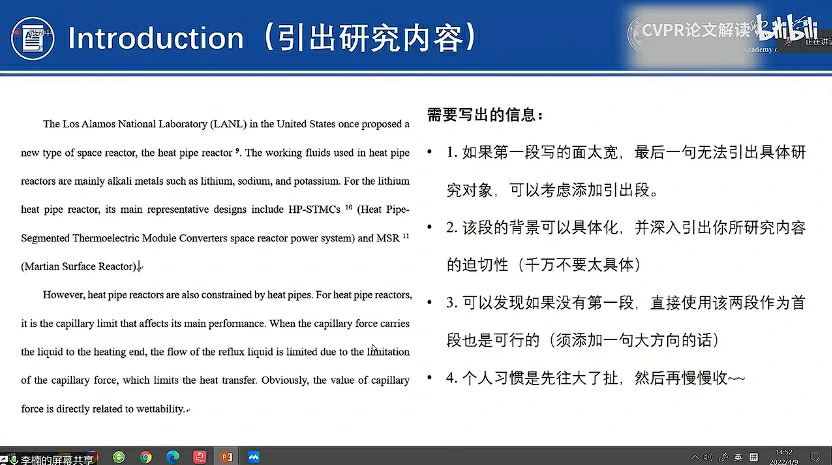 Introduction（引出研究内容）
CVPR论文解读
bilibili
The Los Alamos National Laboratory (LANL) in the United States once proposed a
new type of space reactor, the heat pipe reactor 9. The working fluids used in heat pipe
reactors are mainly alkali metals such as lithium, sodium, and potassium. For the lithium
heat pipe reactor, its main representative designs include HP-STMCs 10 (Heat Pipe-
Segmented Thermoelectric Module Converters space reactor power system) and MSR 11
(Martian Surface Reactor).
However, heat pipe reactors are also constrained by heat pipes. For heat pipe reactors,
it is the capillary limit that affects its main performance. When the capillary force carries
the liquid to the heating end, the flow of the reflux liquid is limited due to the limitation
of the capillary force, which limits the heat transfer. Obviously, the value of capillary
force is directly related to wettability.
需要写出的信息：
• 1. 如果第一段写的面太宽，最后一句无法引出具体研
究对象，可以考虑添加引出段。
• 2. 该段的背景可以具体化，并深入引出你所研究内容
的迫切性（千万不要太具体）
• 3. 可以发现如果没有第一段，直接使用该两段作为首
段也是可行的（须添加一句大方向的话）
• 4. 个人习惯是先往大了扯，然后再慢慢收~~
李楠的屏幕共享
英
14:52
2022/4/9